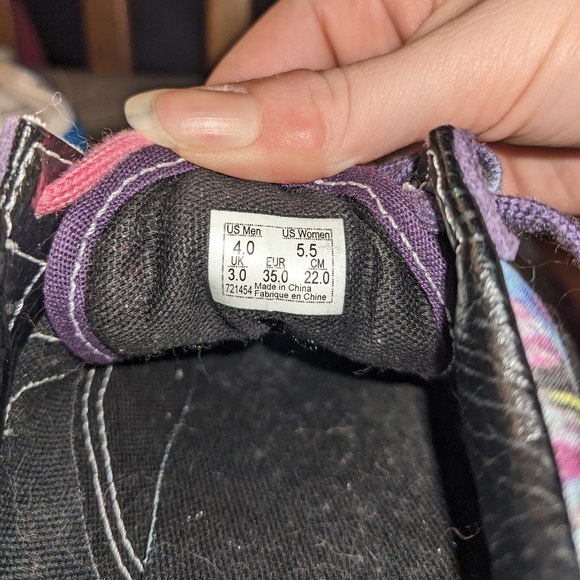 US Men US Women
4.0 5.5
UK EUR CM
3.0 35.0 22.0
721454 Made in China
Fabrique en Chine